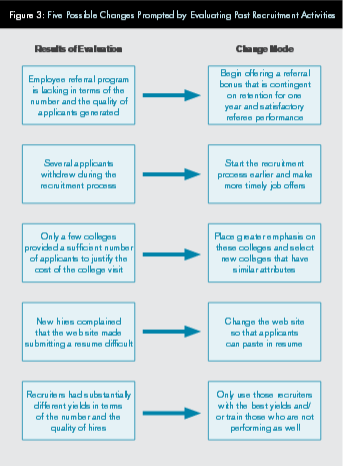 Figure 3: Five Possible Changes Prompted by Evaluating Past Recruitment Activities
Results of Evaluation
Change Made
Employee referral program
is lacking in terms of the
number and the quality of
applicants generated
Begin offering a referral
bonus that is contingent
on retention for one
year and satisfactory
referee performance
Several applicants
withdrew during the
recruitment process
Start the recruitment
process earlier and make
more timely job offers
Only a few colleges
provided a sufficient number
of applicants to justify the
cost of the college visit
Place greater emphasis on
these colleges and select
new colleges that have
similar attributes
New hires complained
that the web site made
submitting a resume difficult
Change the web site
so that applicants
can paste in resume
Recruiters had substantially
different yields in terms
of the number and the
quality of hires
Only use those recruiters
with the best yields and/
or train those who are not
performing as well